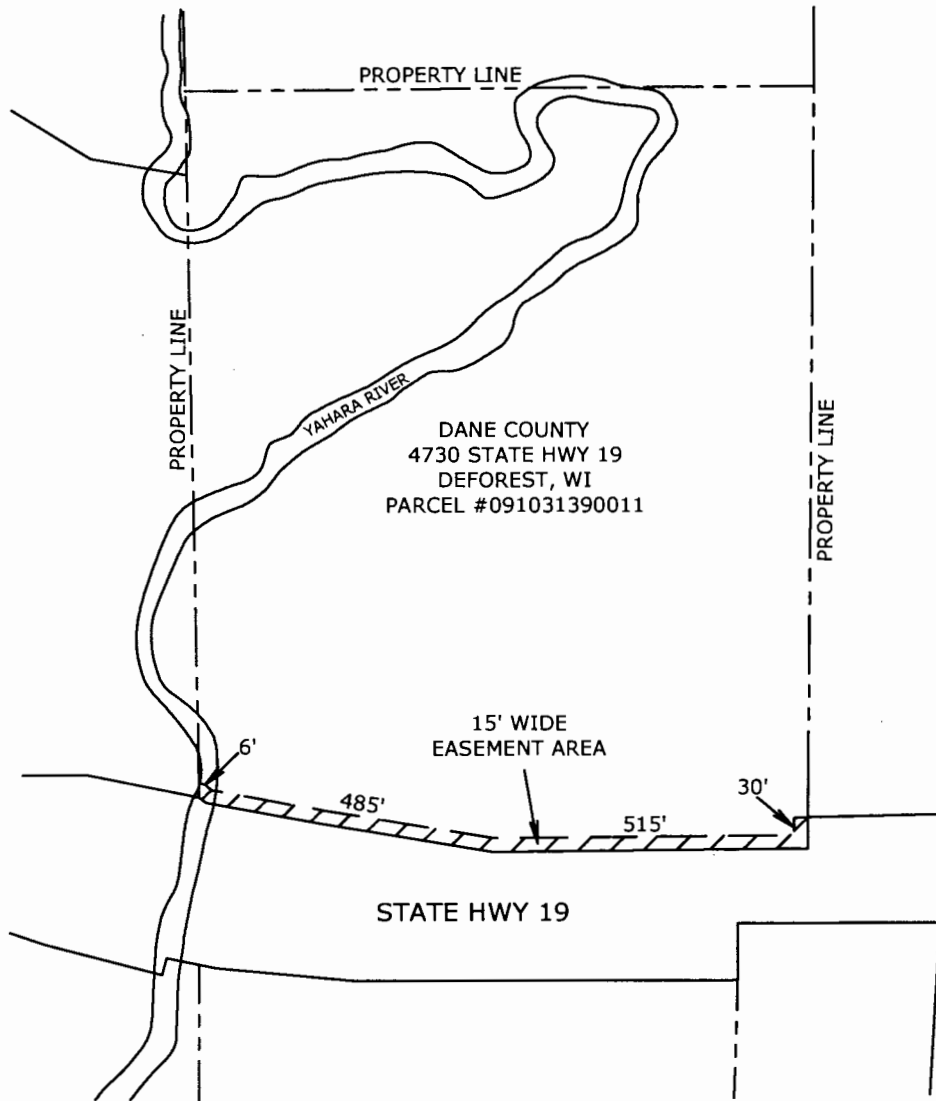 PROPERTY LINE
PROPERTY LINE
YAHARA RIVER
DANE COUNTY
4730 STATE HWY 19
DEFOREST, WI
PARCEL #091031390011
PROPERTY LINE
15' WIDE
EASEMENT AREA
6'
485'
515'
30'
STATE HWY 19